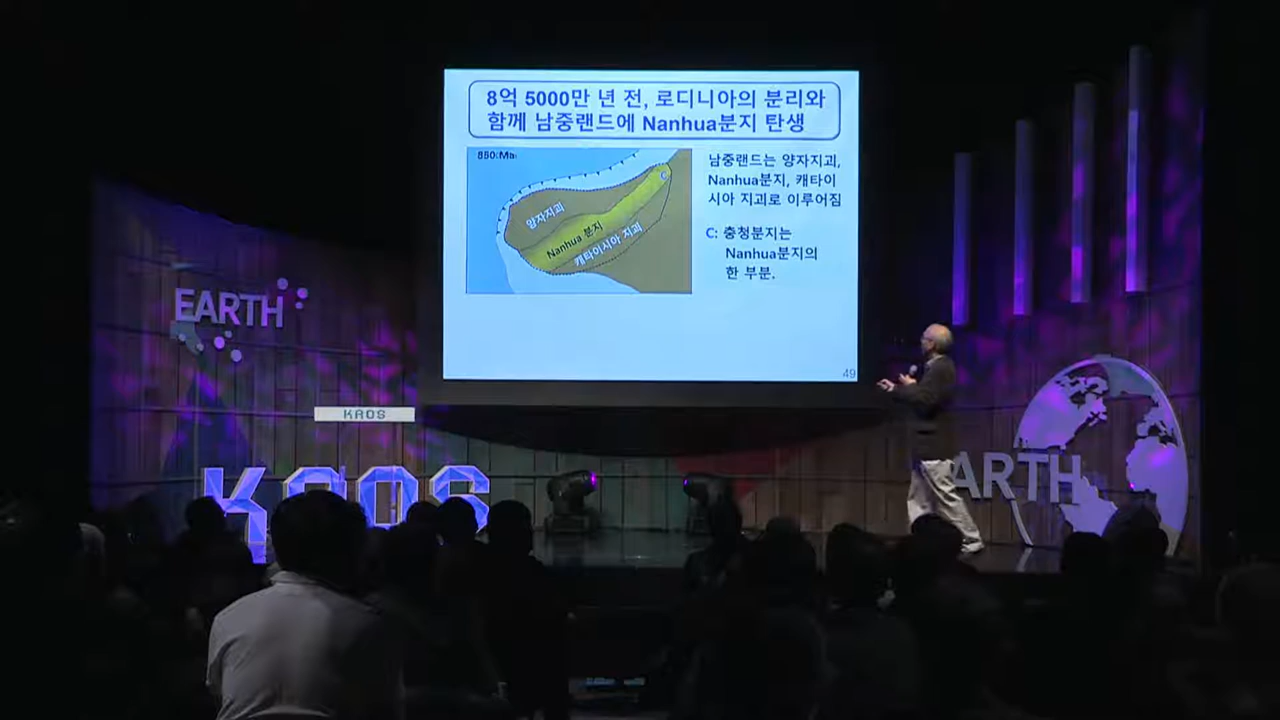 8억 5000만 년 전, 로디니아의 분리와
함께 남중랜드에 Nanhua분지 탄생
850 Ma
C
양자지괴
Nanhua 분지
캐타이시아 지괴
남중랜드는 양자지괴,
Nanhua분지, 캐타이
시아 지괴로 이루어짐
C: 충청분지는
Nanhua분지의
한 부분.
49
EARTH
KAOS
KAOS
ARTH